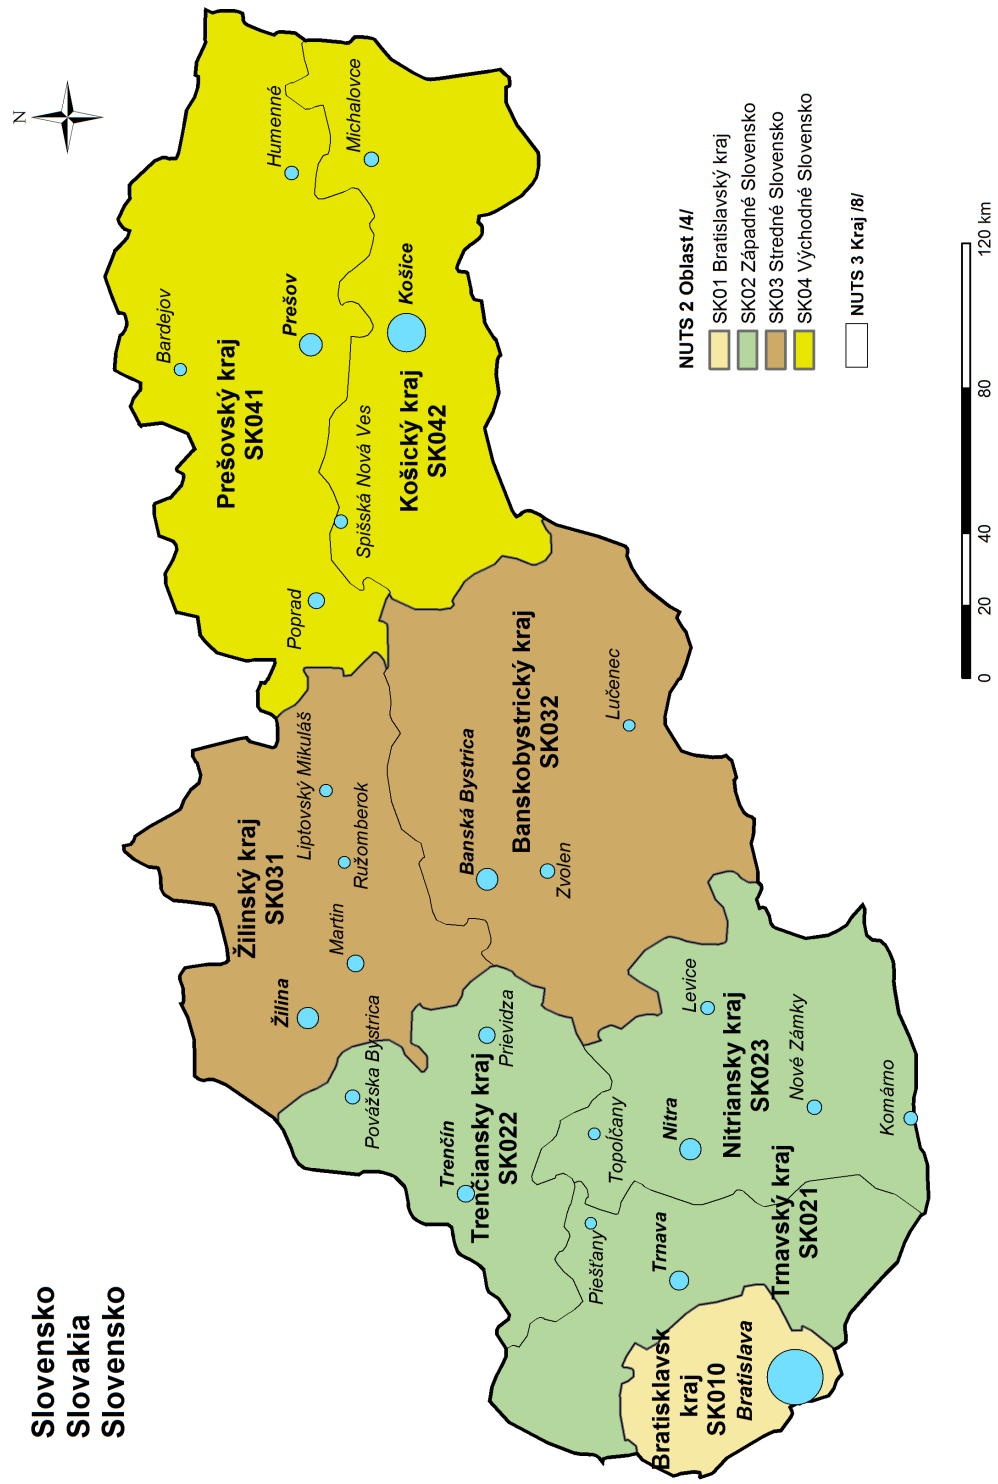 Slovensko
Slovakia
Slovensko
N
Prešovský kraj
SK041
Bardejov
Humenné
Prešov
Poprad
Michalovce
Košice
Košický kraj
SK042
Spišská Nová Ves
Žilinský kraj
SK031
Žilina
Martin
Liptovský Mikuláš
Ružomberok
Považska Bystrica
Trenčín
Trenčiansky kraj
SK022
Prievidza
Banská Bystrica
Banskobystrický kraj
SK032
Zvolen
Lučenec
Topoľčany
Piešťany
Nitra
Levice
Nitriansky kraj
SK023
Nové Zámky
Komárno
Trnava
Trnavský kraj
SK021
Bratisklavsk
kraj
SK010
Bratislava
NUTS 2 Oblast /4/
SK01 Bratislavský kraj
SK02 Západné Slovensko
SK03 Stredné Slovensko
SK04 Východné Slovensko
NUTS 3 Kraj /8/
0 20 40 80 120 km